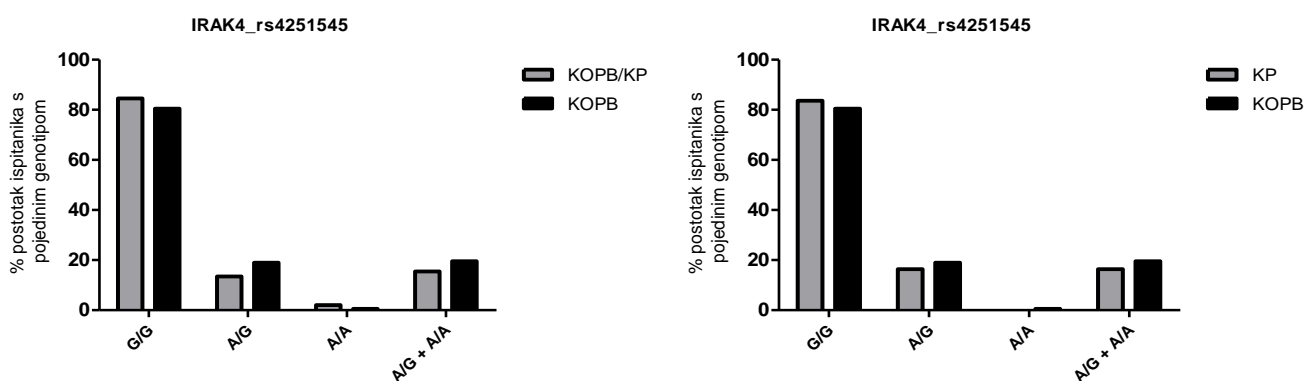 IRAK4_rs4251545
% postotak ispitanika s
pojedinim genotipom
100
80
60
40
20
0
G/G
A/G
A/A
A/G + A/A
KOPB/KP
KOPB
IRAK4_rs4251545
% postotak ispitanika s
pojedinim genotipom
100
80
60
40
20
0
G/G
A/G
A/A
A/G + A/A
KP
KOPB